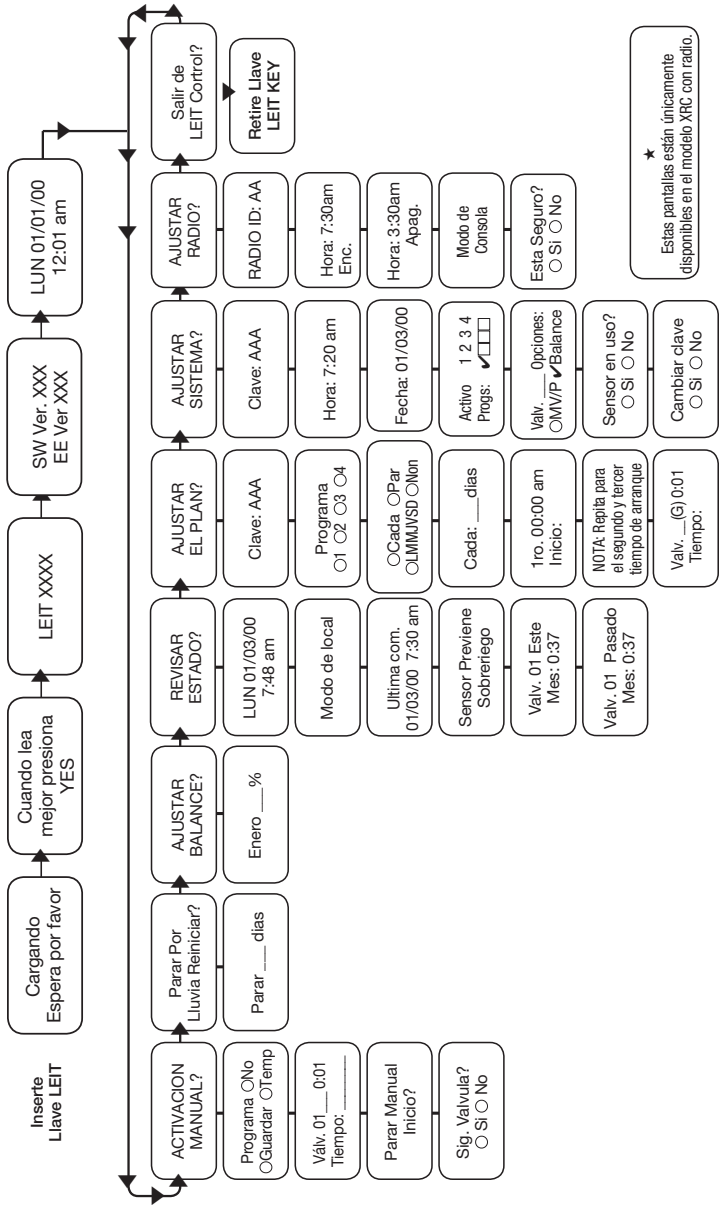 Inserte
Llave LEIT
Cargando
Espera por favor
Cuando lea
mejor presiona
YES
LEIT XXXX
SW Ver. XXX
EE Ver XXX
LUN 01/01/00
12:01 am
ACTIVACION
MANUAL?
Programa ○No
○Guardar ○Temp
Válv. 01___ 0:01
Tiempo: ________
Parar Manual
Inicio?
Sig. Valvula?
○ Si ○ No
Parar Por
Lluvia Reiniciar?
Parar ___ dias
AJUSTAR
BALANCE?
Enero ___%
REVISAR
ESTADO?
LUN 01/03/00
7:48 am
Modo de local
Ultima com.
01/03/00 7:30 am
Sensor Previene
Sobreriego
Valv. 01 Este
Mes: 0:37
Valv. 01 Pasado
Mes: 0:37
AJUSTAR
EL PLAN?
Clave: AAA
Programa
○1 ○2 ○3 ○4
○Cada ○Par
○LMMJVSD ○Non
Cada: __ dias
1ro. 00:00 am
Inicio:
NOTA: Repita para
el segundo y tercer
tiempo de arranque
Valv. __(G) 0:01
Tiempo:
AJUSTAR
SISTEMA?
Clave: AAA
Hora: 7:20 am
Fecha: 01/03/00
Activo 1 2 3 4
Progs: ✓□□□
Valv. ___ Opciones:
○MV/P ✓Balance
Sensor en uso?
○ Si ○ No
Cambiar clave
○ Si ○ No
AJUSTAR
RADIO?
RADIO ID: AA
Hora: 7:30am
Enc.
Hora: 3:30am
Apag.
Modo de
Consola
Esta Seguro?
○ Si ○ No
Salir de
LEIT Cortrol?
Retire Llave
LEIT KEY
★
Estas pantallas están únicamente
disponibles en el modelo XRC con radio.